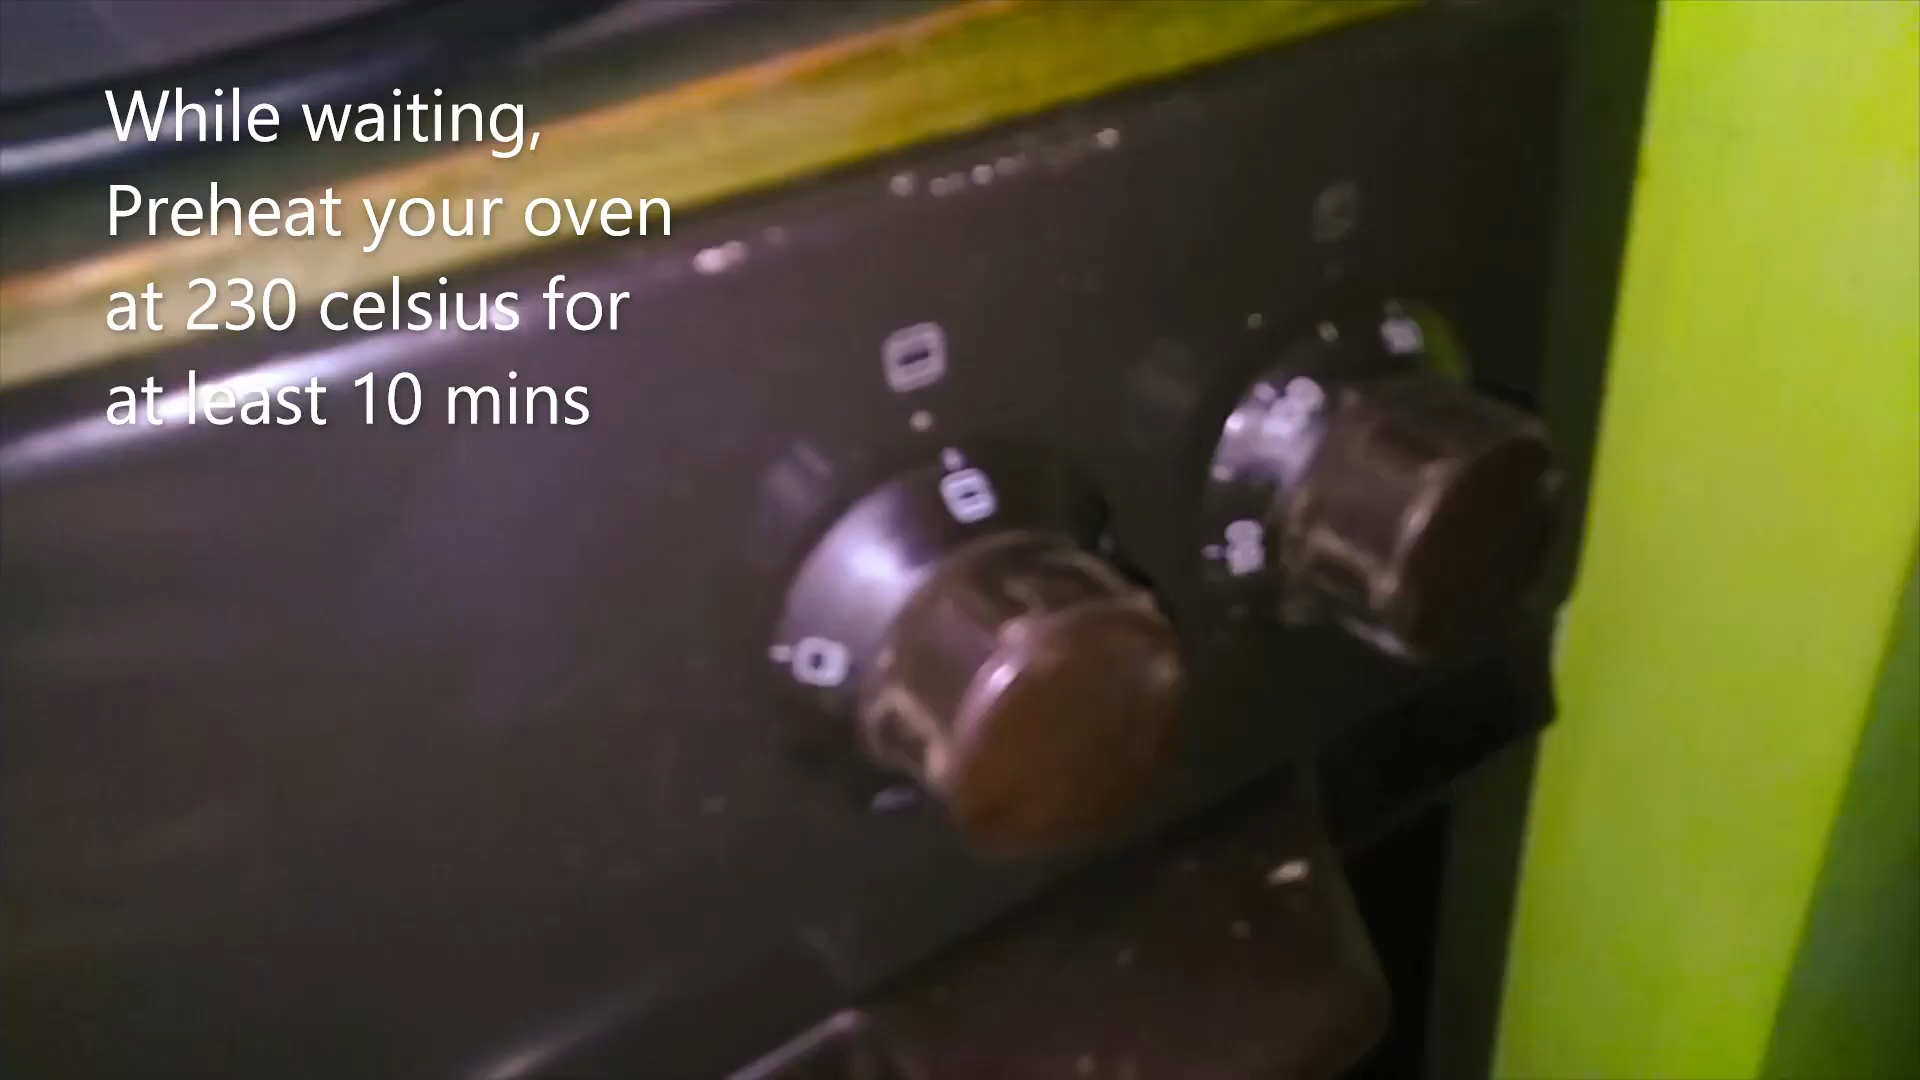 While waiting,
Preheat your oven
at 230 celsius for
at least 10 mins